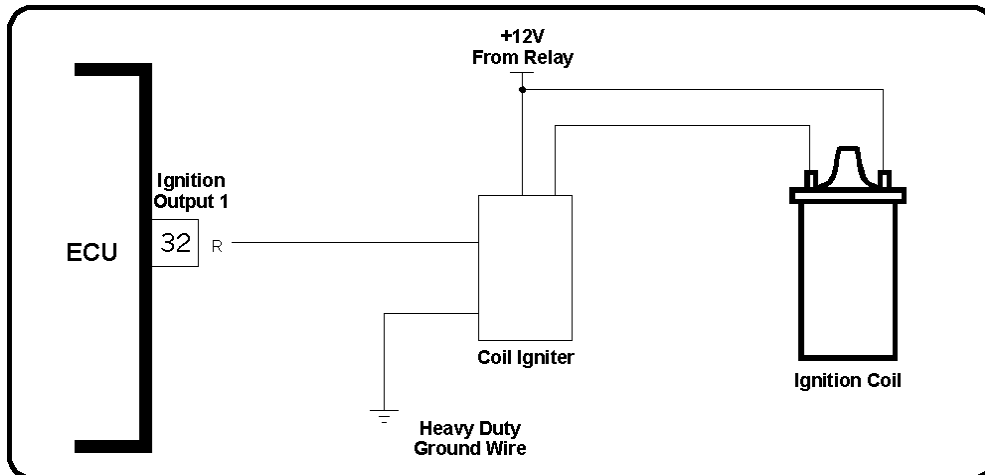 +12V
From Relay
Ignition
Output 1
ECU
32
R
Coil Igniter
Ignition Coil
Heavy Duty
Ground Wire